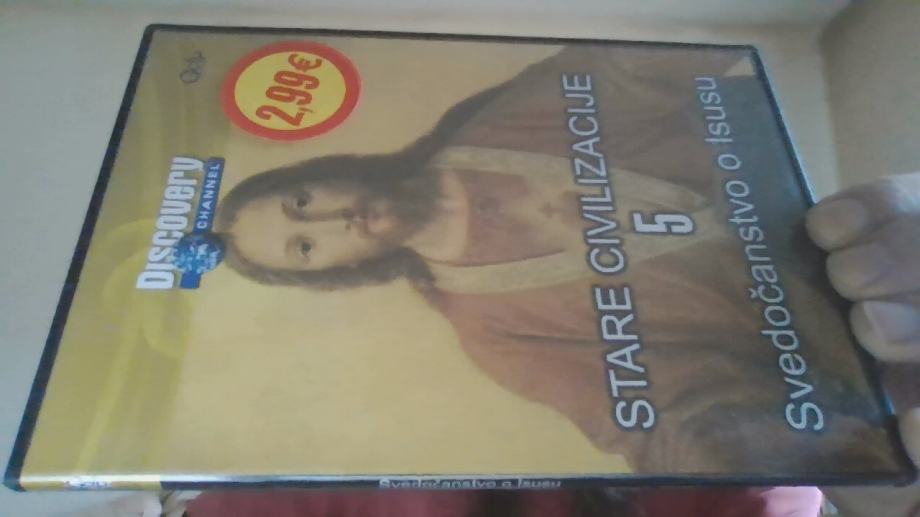 2,99€
DISCOVERY
CHANNEL
STARE CIVILIZACIJE
5
Svedočanstvo o Isusu
Svedočanstvo o Isusu